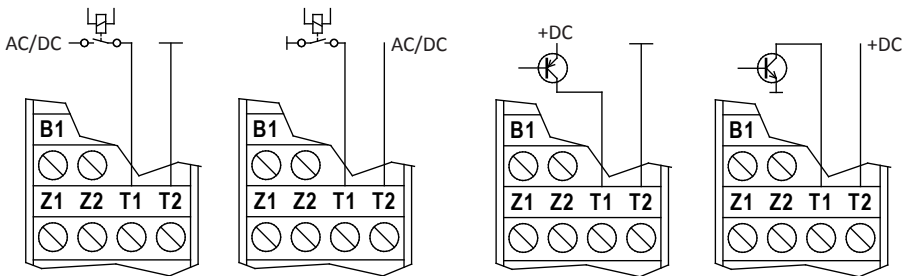 AC/DC
B1
Z1 Z2 T1 T2
AC/DC
B1
Z1 Z2 T1 T2
+DC
B1
Z1 Z2 T1 T2
+DC
B1
Z1 Z2 T1 T2